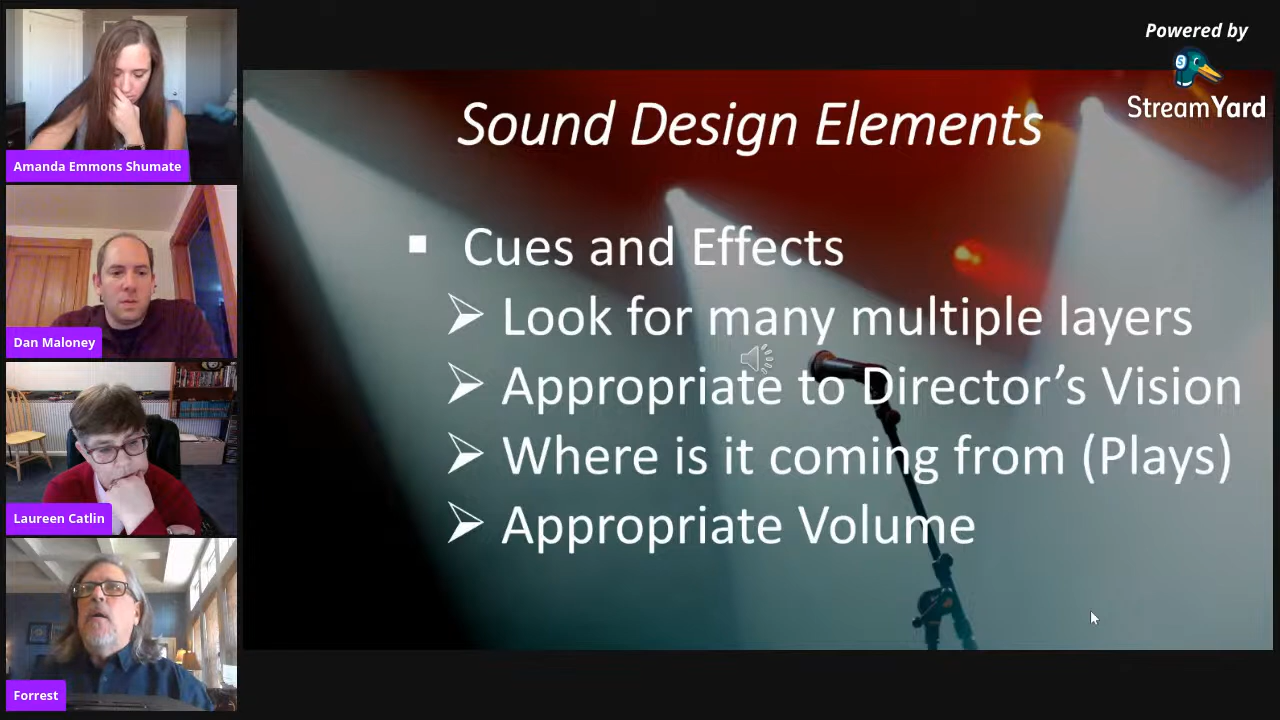 Powered by
StreamYard
Amanda Emmons Shumate
Dan Maloney
Laureen Catlin
Forrest
Sound Design Elements
Cues and Effects
Look for many multiple layers
Appropriate to Director’s Vision
Where is it coming from (Plays)
Appropriate Volume